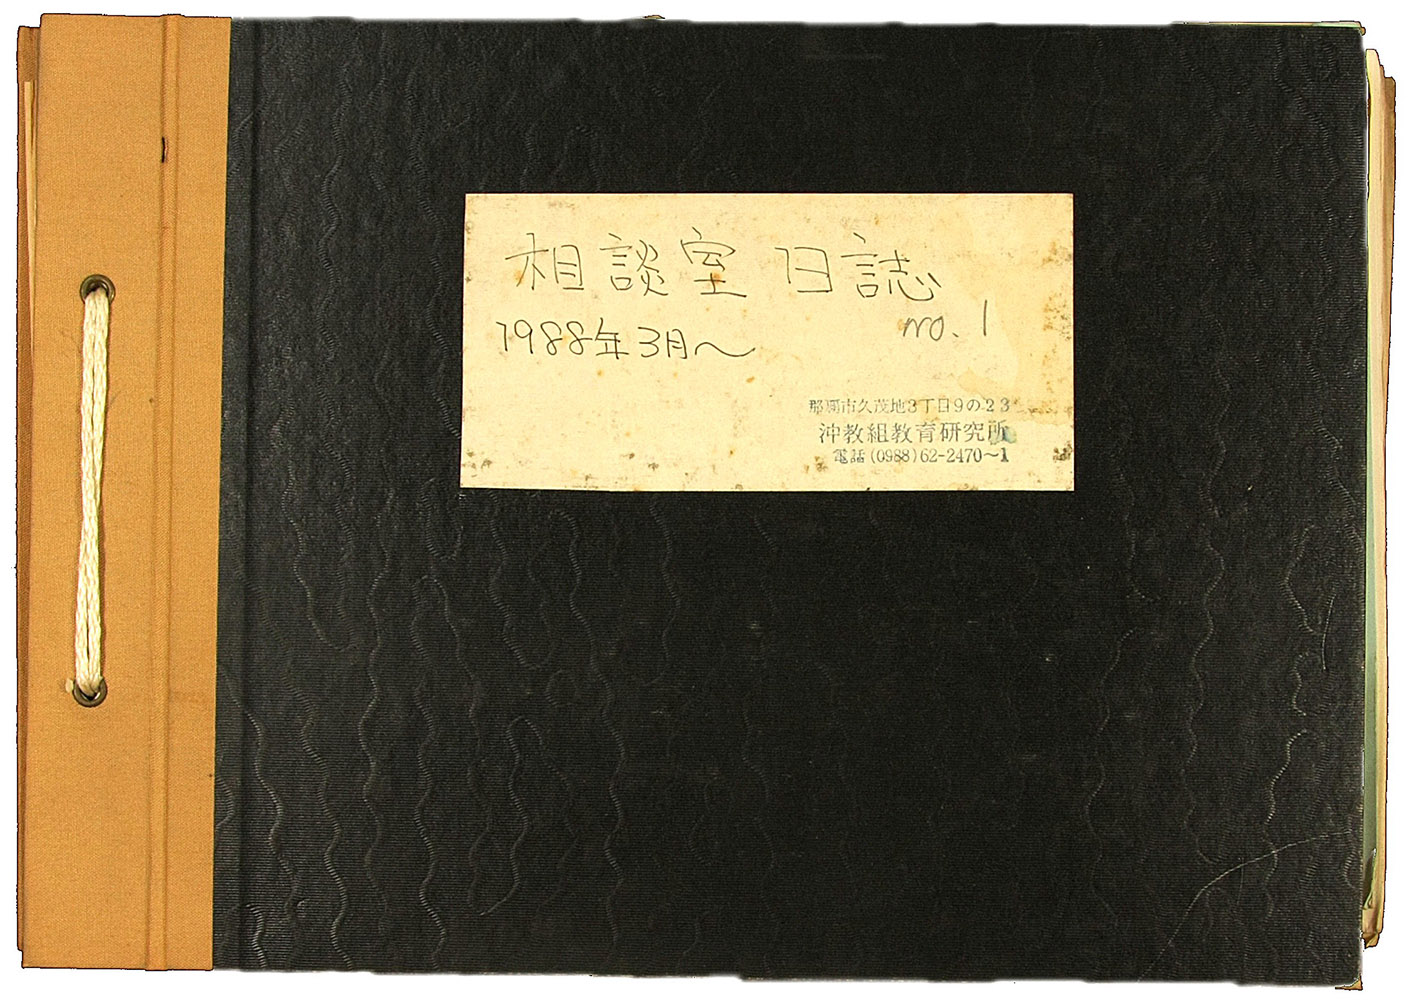 相談室 日誌
no. 1
1988年3月～
那覇市久茂地3丁目9の23
沖教組教育研究所
電話(0988)62-2470～1